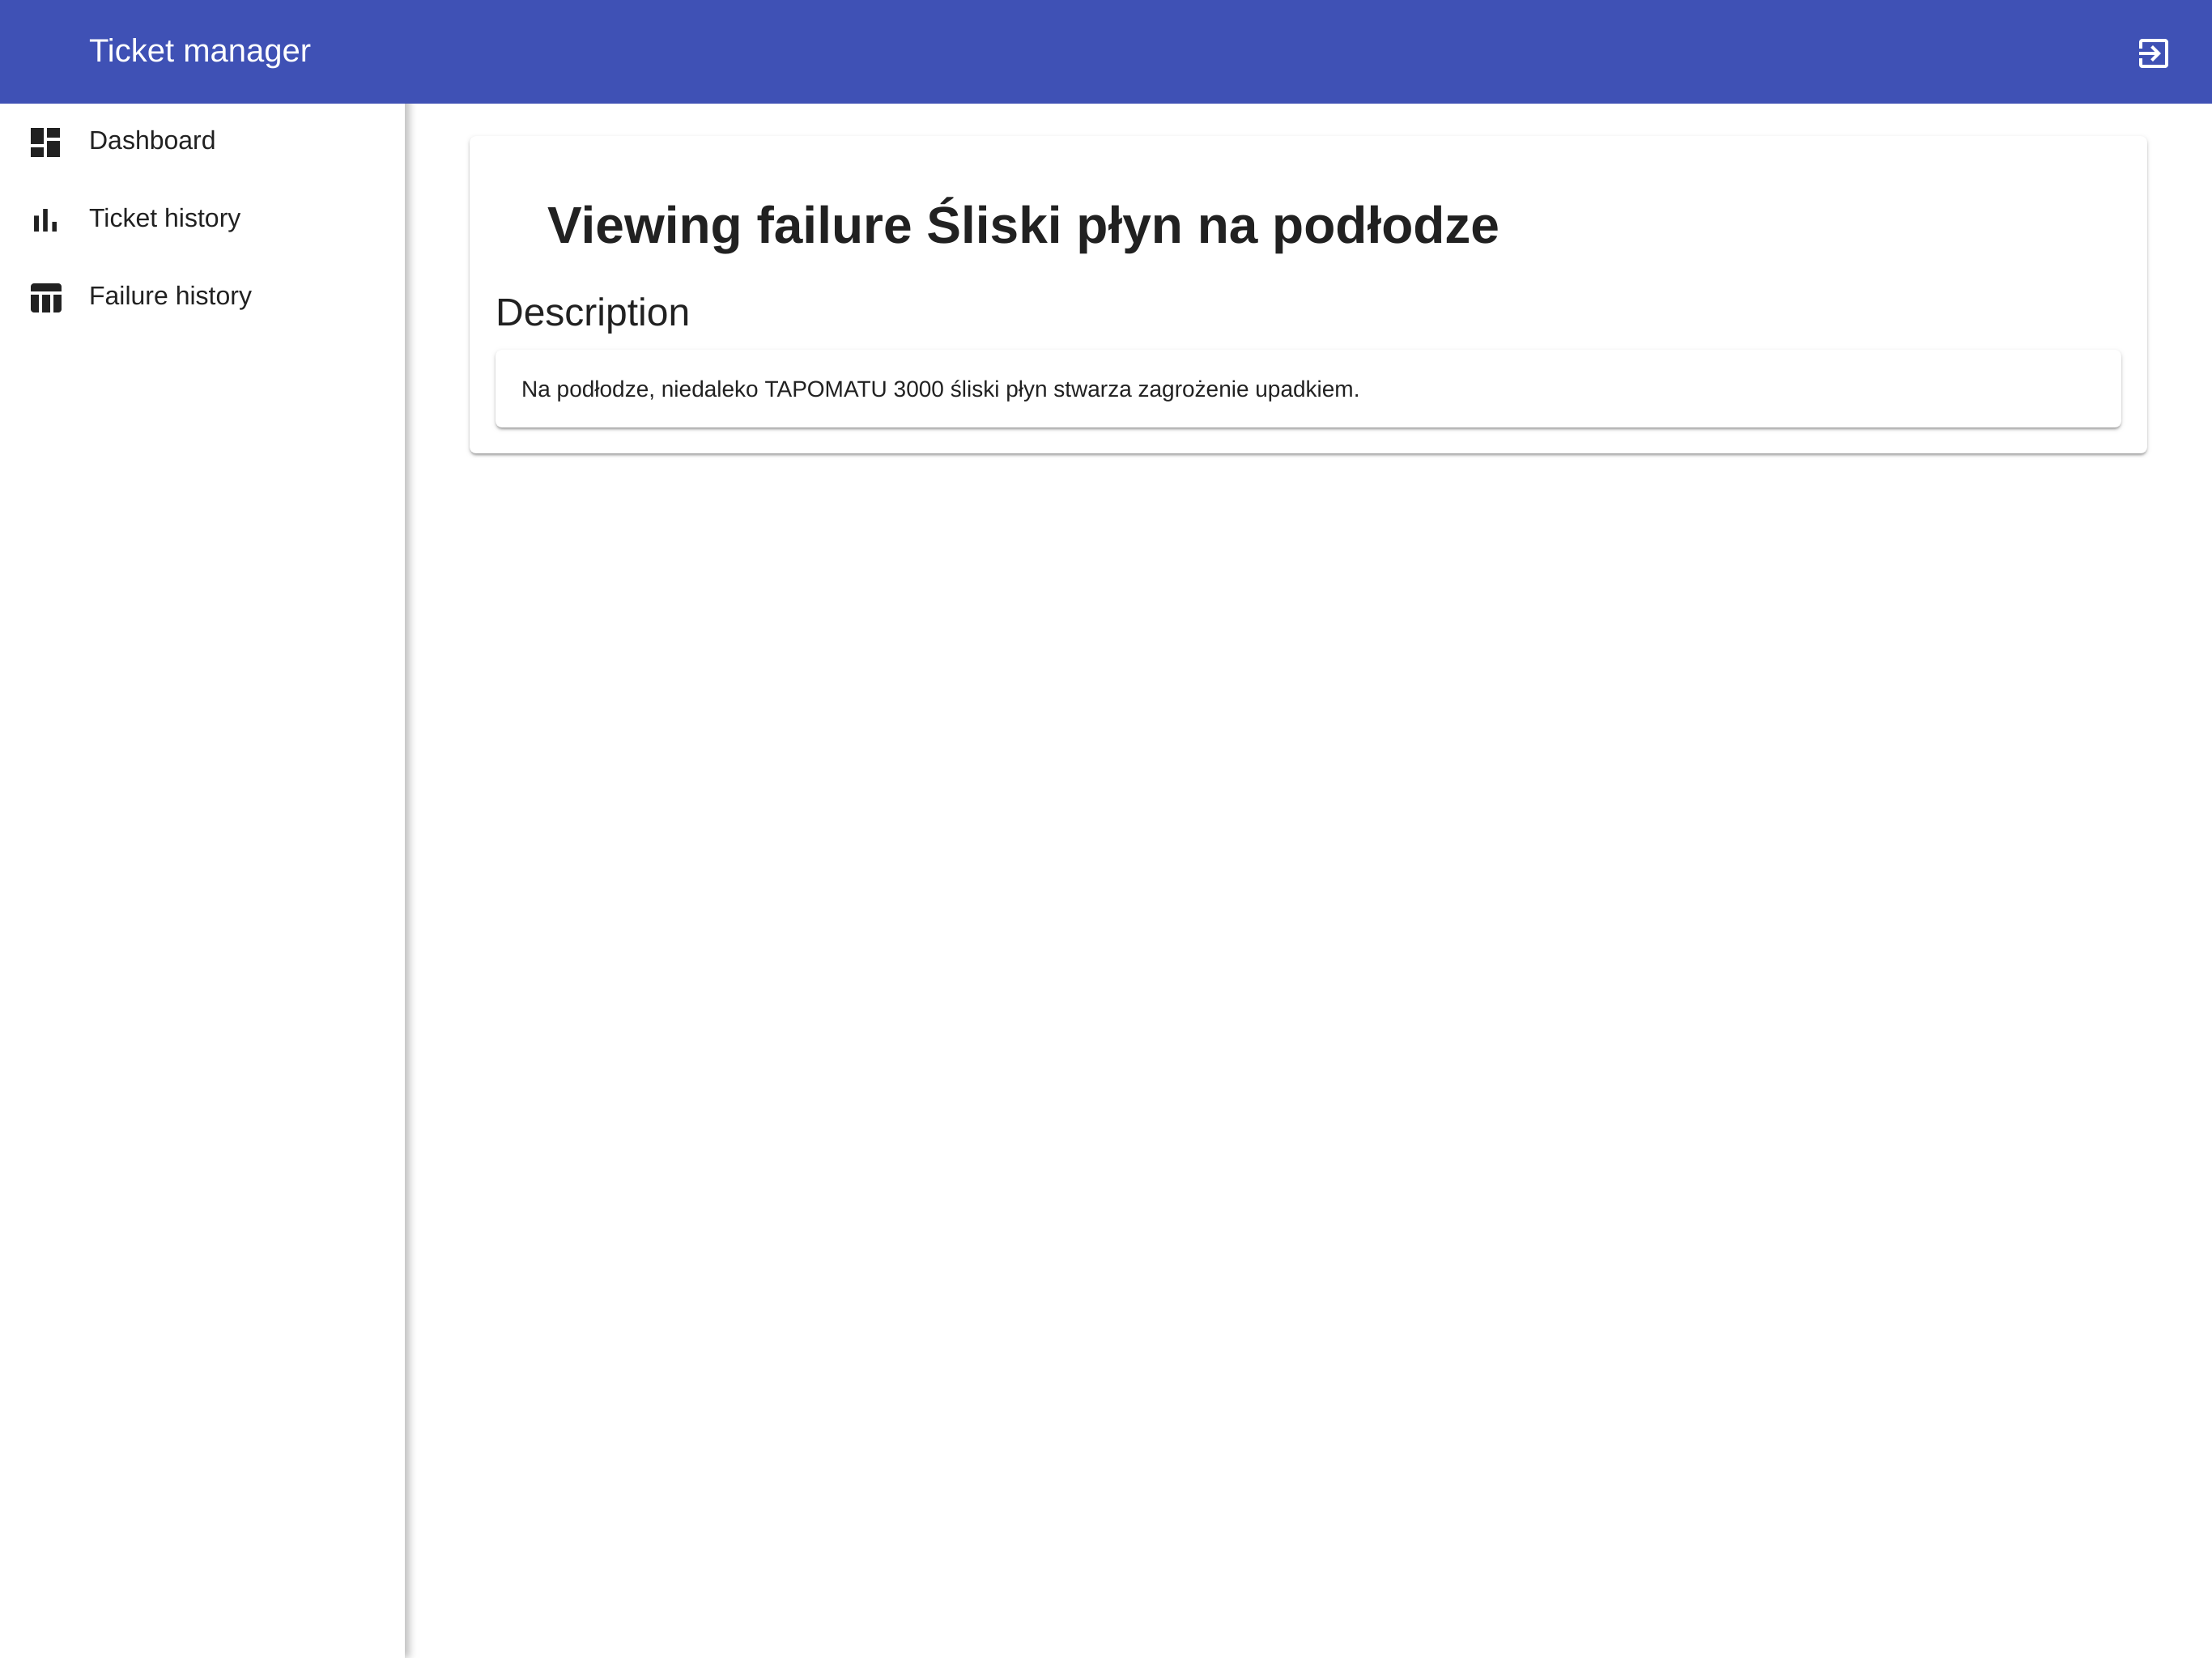 Ticket manager
Dashboard
Ticket history
Failure history
Viewing failure Śliski płyn na podłodze
Description
Na podłodze, niedaleko TAPOMATU 3000 śliski płyn stwarza zagrożenie upadkiem.